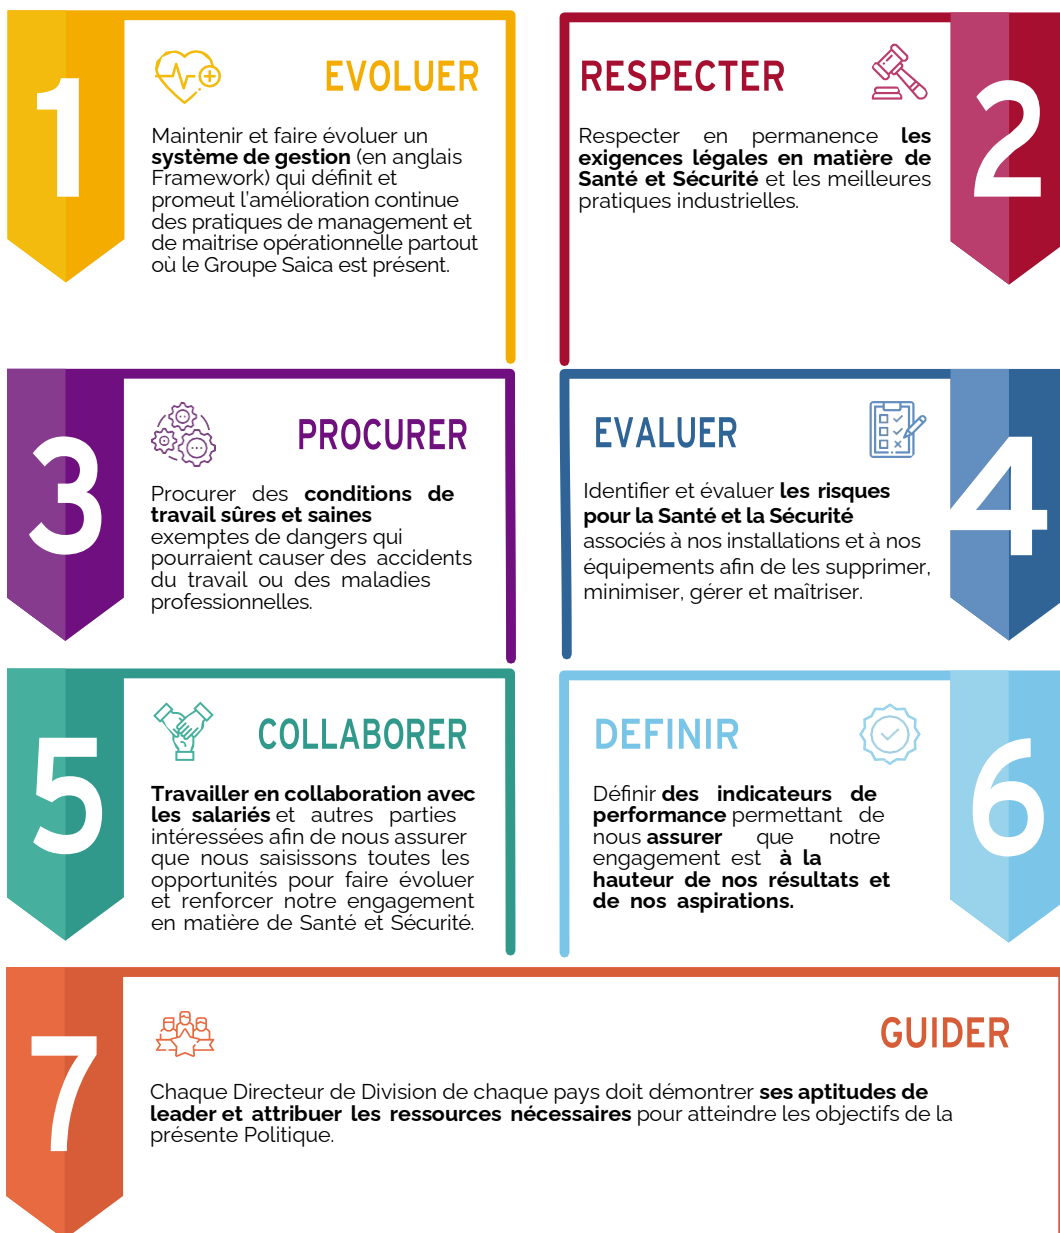 1
EVOLUER
Maintenir et faire évoluer un
système de gestion (en anglais
Framework) qui définit et
promeut l'amélioration continue
des pratiques de management et
de maitrise opérationnelle partout
où le Groupe Saica est présent.
RESPECTER
2
Respecter en permanence les
exigences légales en matière de
Santé et Sécurité et les meilleures
pratiques industrielles.
3
PROCURER
Procurer des conditions de
travail sûres et saines
exemptes de dangers qui
pourraient causer des accidents
du travail ou des maladies
professionnelles.
EVALUER
4
Identifier et évaluer les risques
pour la Santé et la Sécurité
associés à nos installations et à nos
équipements afin de les supprimer,
minimiser, gérer et maîtriser.
5
COLLABORER
Travailler en collaboration avec
les salariés et autres parties
intéressées afin de nous assurer
que nous saisissons toutes les
opportunités pour faire évoluer
et renforcer notre engagement
en matière de Santé et Sécurité.
DEFINIR
6
Définir des indicateurs de
performance permettant de
nous assurer que notre
engagement est à la
hauteur de nos résultats et
de nos aspirations.
7
GUIDER
Chaque Directeur de Division de chaque pays doit démontrer ses aptitudes de
leader et attribuer les ressources nécessaires pour atteindre les objectifs de la
présente Politique.